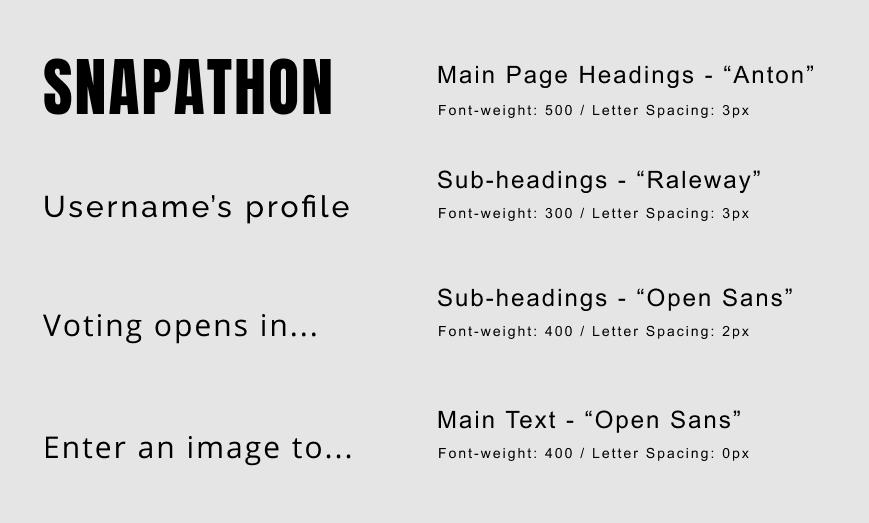 SNAPATHON
Main Page Headings - “Anton”
Font-weight: 500 / Letter Spacing: 3px
Username’s profile
Sub-headings - “Raleway”
Font-weight: 300 / Letter Spacing: 3px
Voting opens in...
Sub-headings - “Open Sans”
Font-weight: 400 / Letter Spacing: 2px
Enter an image to...
Main Text - “Open Sans”
Font-weight: 400 / Letter Spacing: 0px